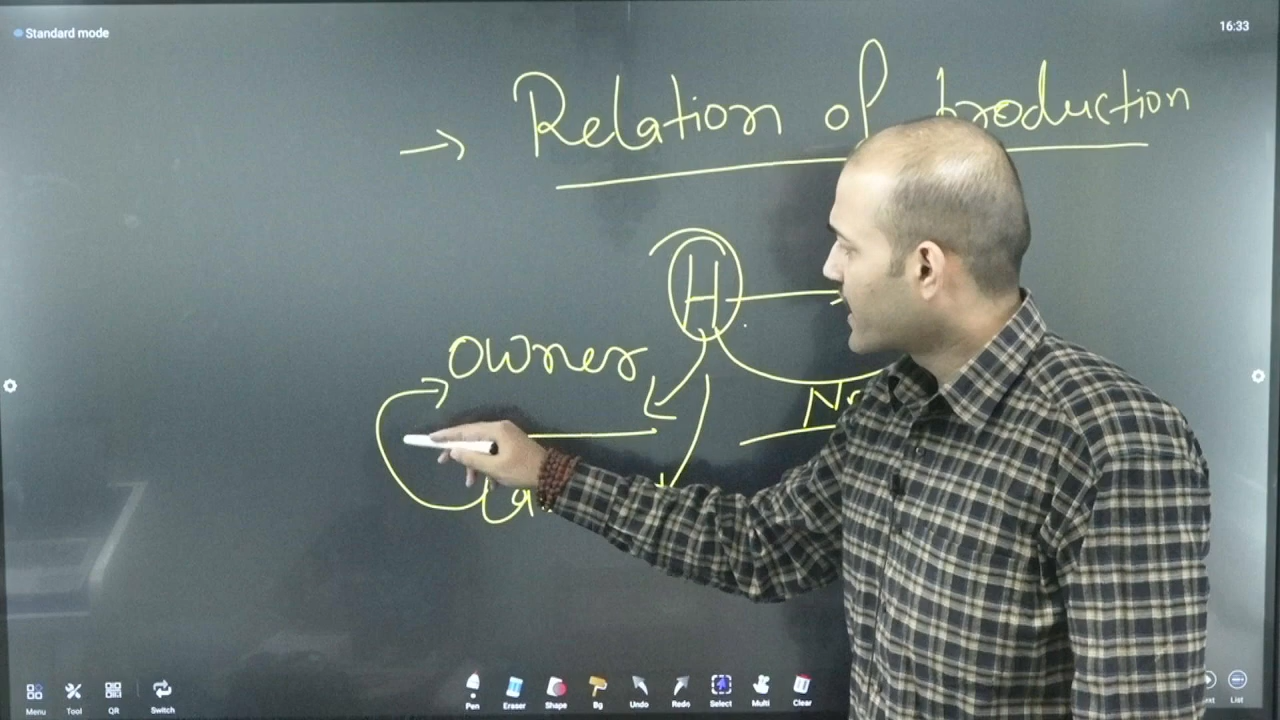 Standard mode
16:33
→ Relation of production
H
owner
Menu Tool QR Switch Pen Eraser Shape Bg Undo Redo Select Multi Clear List